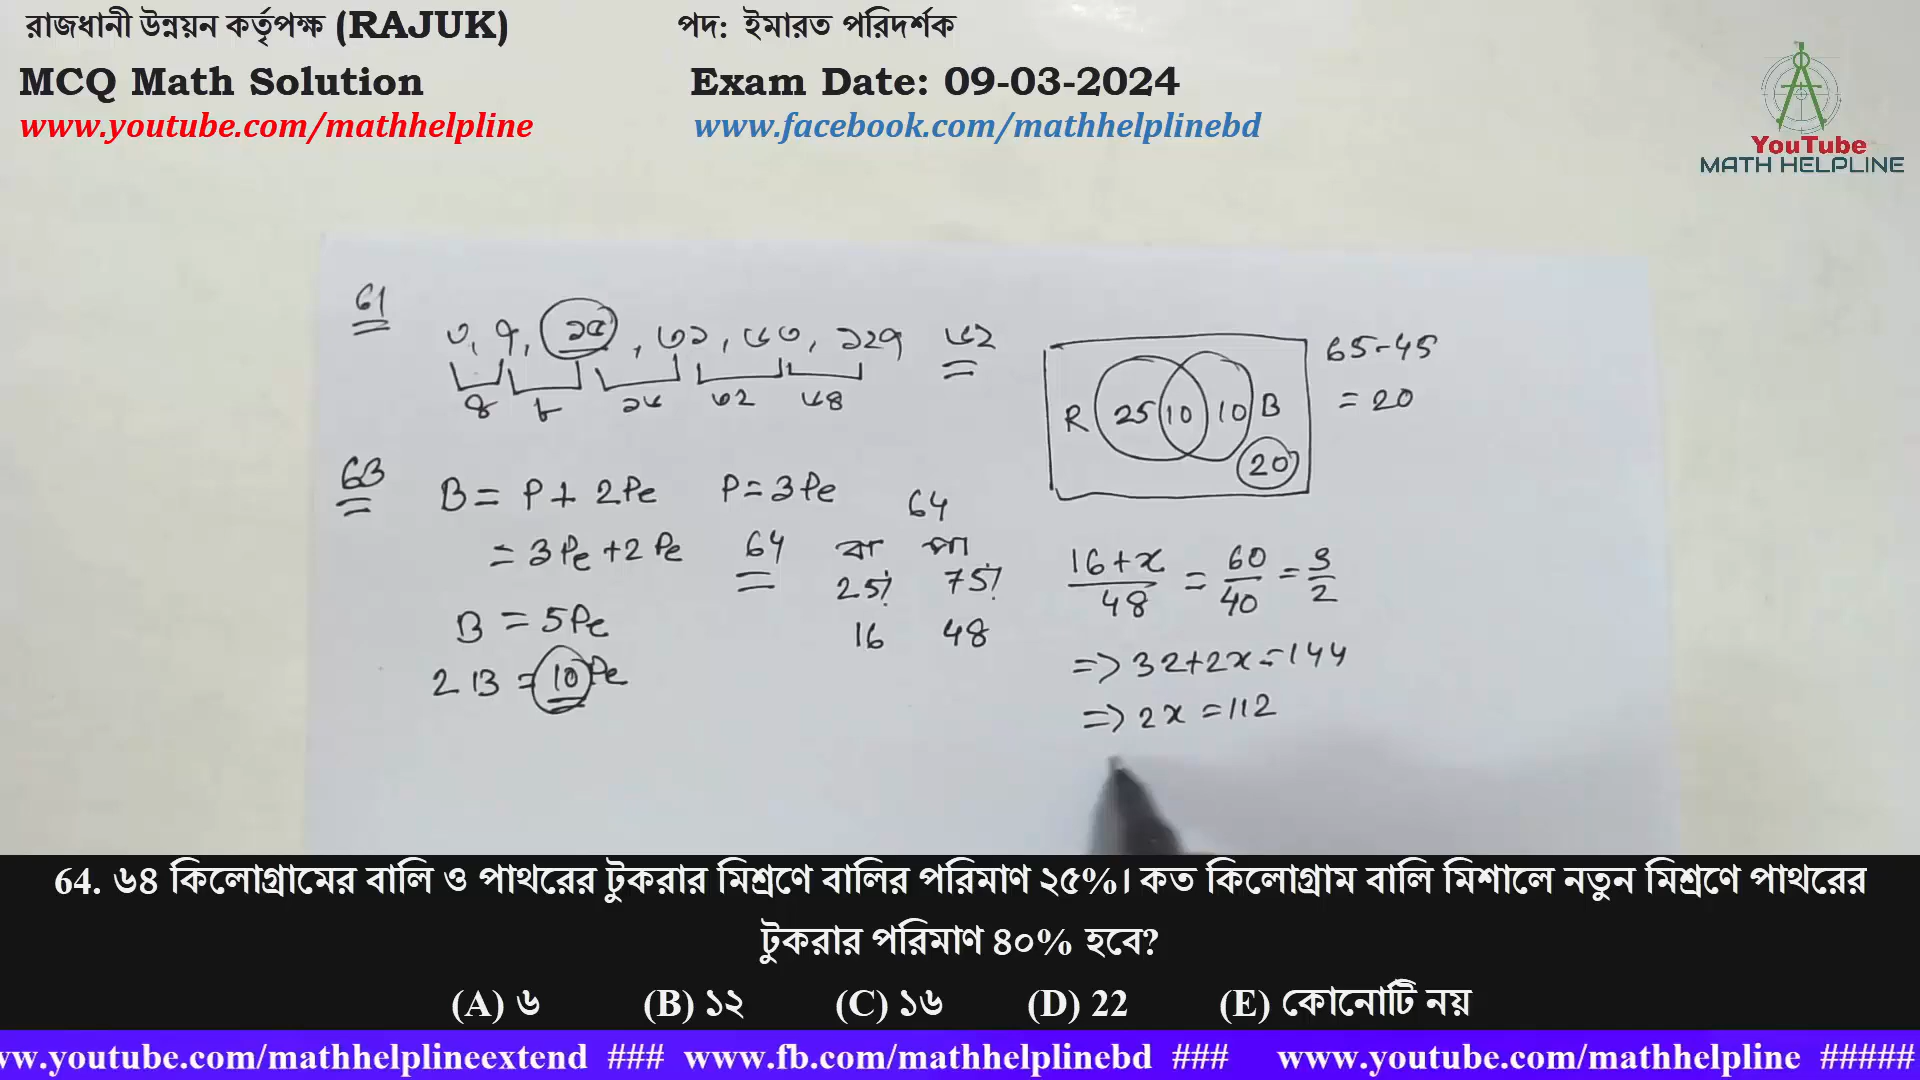 রাজধানী উন্নয়ন কর্তৃপক্ষ (RAJUK)
পদ: ইমারত পরিদর্শক
MCQ Math Solution
Exam Date: 09-03-2024
www.youtube.com/mathhelpline
www.facebook.com/mathhelplinebd
YouTube
MATH HELPLINE
61
৩, ৭, ১৫, ৩১, ৬৩, ১২৭ ৬২
৪ ৮ ১৬ ৩২ ৬৪
R 25 10 10 B
20
65-45
= 20
63
B = P + 2Pe P = 3Pe
= 3Pe + 2Pe
B = 5Pe
2B = 10Pe
64
64
বা পা
25% 75%
16 48
16+x/48 = 60/40 = 3/2
=> 32+2x = 144
=> 2x = 112
64. ৬৪ কিলোগ্রামের বালি ও পাথরের টুকরার মিশ্রণে বালির পরিমাণ ২৫%। কত কিলোগ্রাম বালি মিশালে নতুন মিশ্রণে পাথরের
টুকরার পরিমাণ ৪০% হবে?
(A) ৬ (B) ১২ (C) ১৬ (D) 22 (E) কোনোটি নয়
ww.youtube.com/mathhelplineextend ### www.fb.com/mathhelplinebd ### www.youtube.com/mathhelpline #####